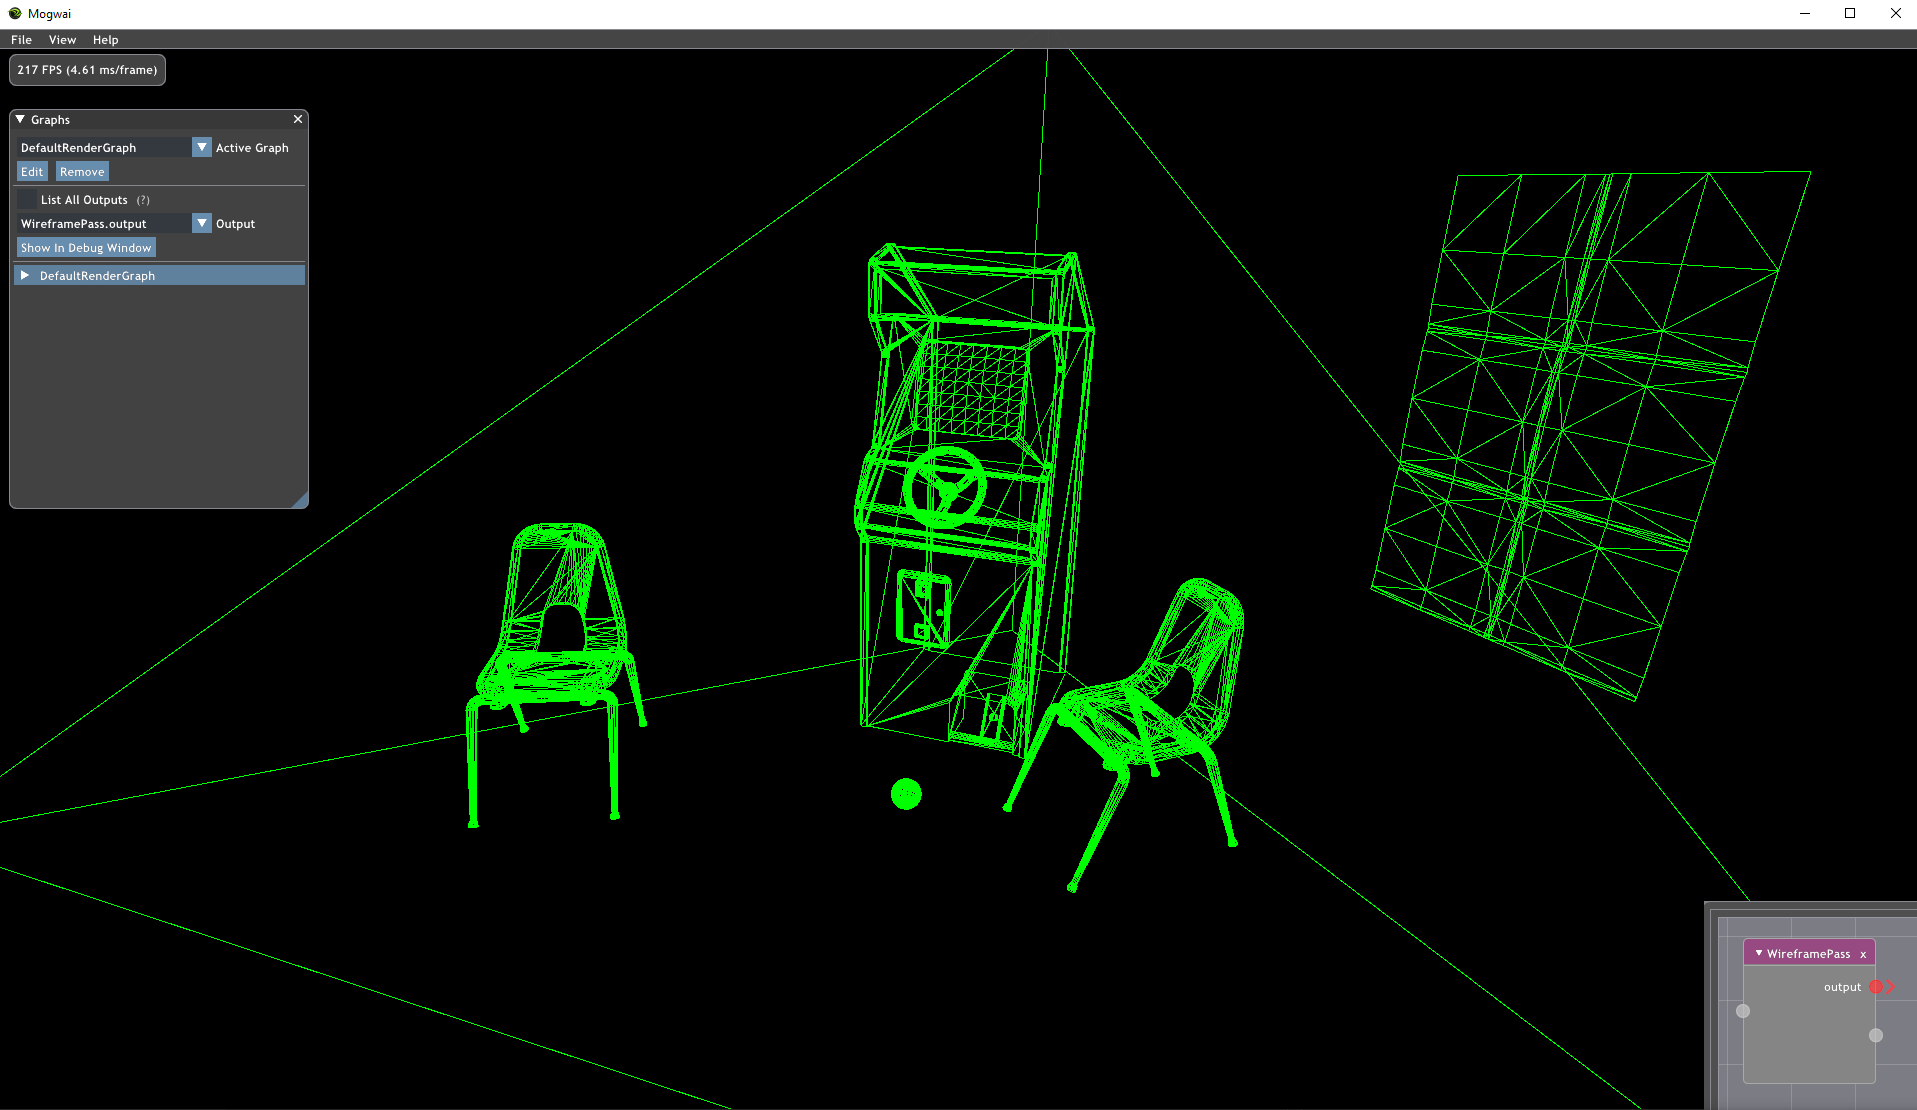 Mogwai
File View Help
217 FPS (4.61 ms/frame)
Graphs
DefaultRenderGraph Active Graph
Edit Remove
List All Outputs (?)
WireframePass.output Output
Show In Debug Window
DefaultRenderGraph
WireframePass x
output